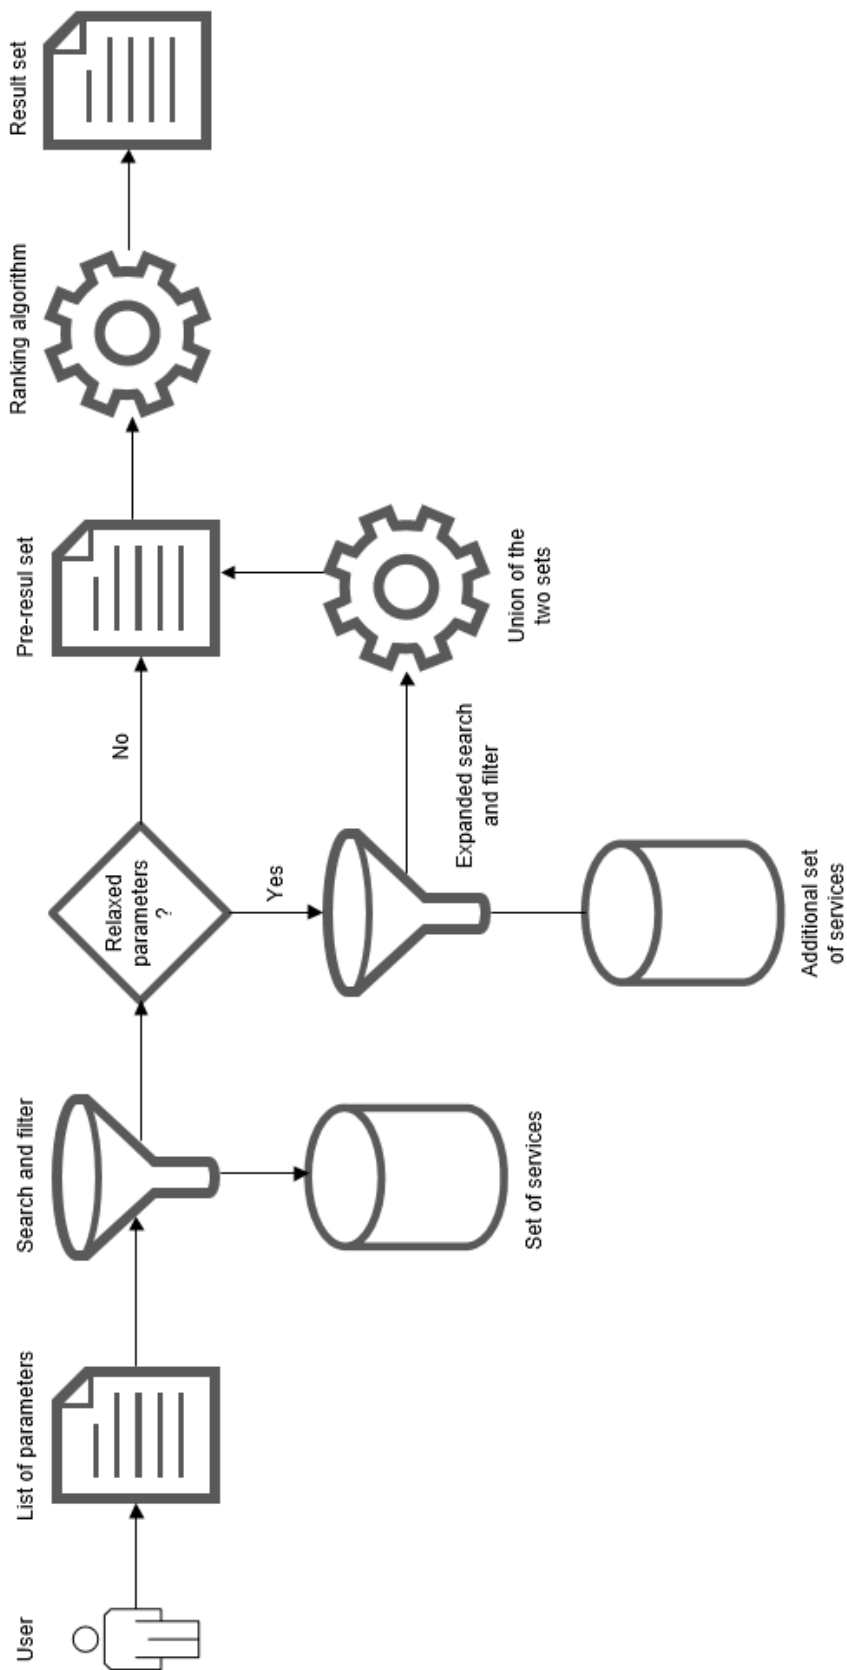 User
List of parameters
Search and filter
Set of services
Relaxed
parameters
?
No
Yes
Expanded search
and filter
Additional set
of services
Pre-resul set
Union of the
two sets
Ranking algorithm
Result set